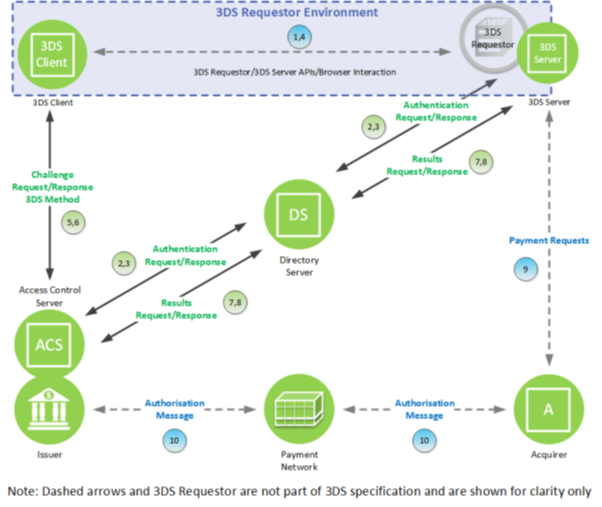 3DS Requestor Environment
3DS
Client
1,4
3DS
Requestor
3DS
Server
3DS Requestor/3DS Server APIs/Browser Interaction
3DS Client
3DS Server
Authentication
Request/Response
2,3
Results
Request/Response
7,8
Challenge
Request/Response
3DS Method
5,6
DS
Directory
Server
Payment Requests
9
Authentication
Request/Response
2,3
Results
Request/Response
7,8
Access Control
Server
ACS
Issuer
Authorisation
Message
10
Payment
Network
Authorisation
Message
10
A
Acquirer
Note: Dashed arrows and 3DS Requestor are not part of 3DS specification and are shown for clarity only